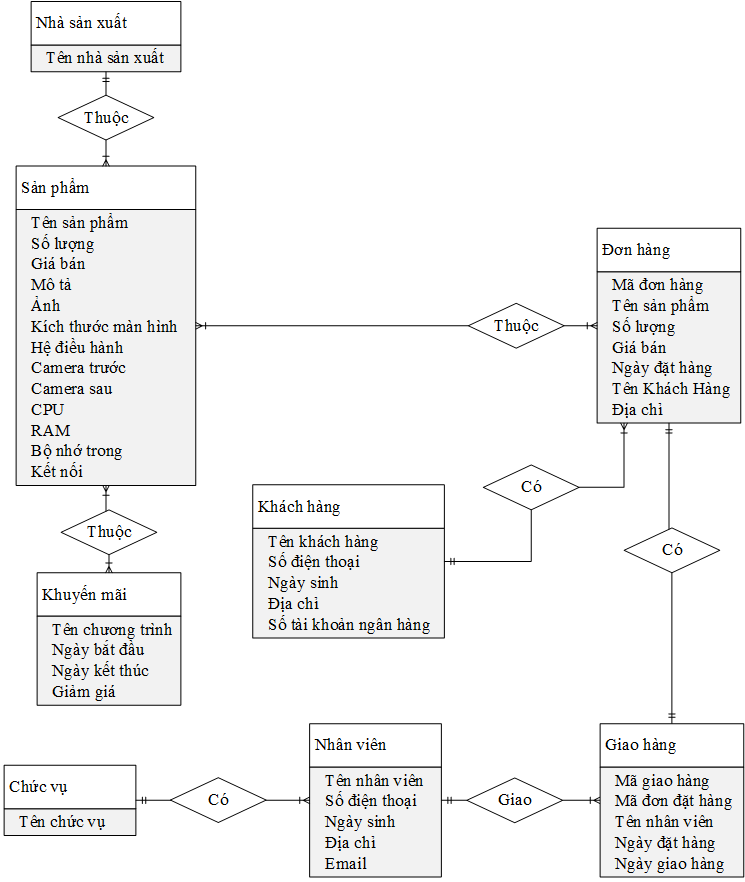 Nhà sản xuất
Tên nhà sản xuất
Thuộc
Sản phẩm
Tên sản phẩm
Số lượng
Giá bán
Mô tả
Ảnh
Kích thước màn hình
Hệ điều hành
Camera trước
Camera sau
CPU
RAM
Bộ nhớ trong
Kết nối
Thuộc
Đơn hàng
Mã đơn hàng
Tên sản phẩm
Số lượng
Giá bán
Ngày đặt hàng
Tên Khách Hàng
Địa chỉ
Thuộc
Khuyến mãi
Tên chương trình
Ngày bắt đầu
Ngày kết thúc
Giảm giá
Khách hàng
Tên khách hàng
Số điện thoại
Ngày sinh
Địa chỉ
Số tài khoản ngân hàng
Có
Có
Chức vụ
Tên chức vụ
Có
Nhân viên
Tên nhân viên
Số điện thoại
Ngày sinh
Địa chỉ
Email
Giao
Giao hàng
Mã giao hàng
Mã đơn đặt hàng
Tên nhân viên
Ngày đặt hàng
Ngày giao hàng